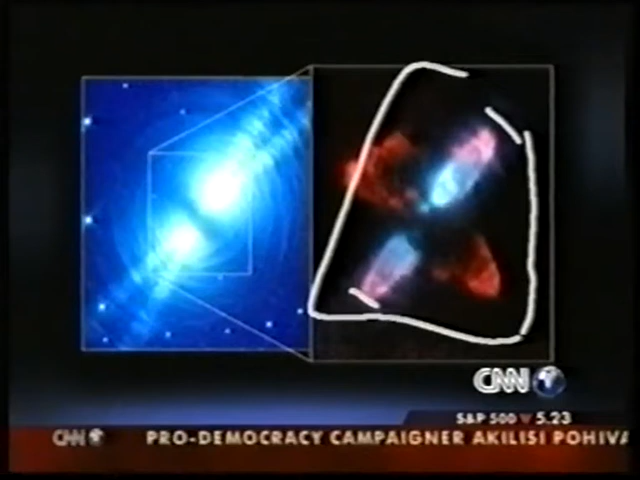 CNN
S&P 500 ▼ 5.23
CNN PRO-DEMOCRACY CAMPAIGNER AKILISI POHIVA